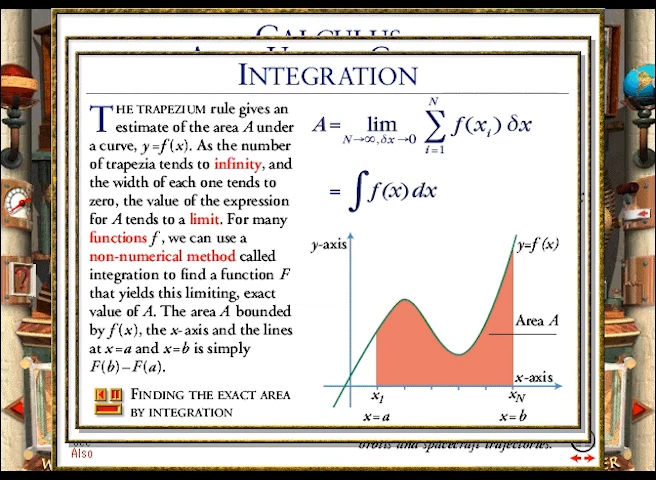 CALCULUS
INTEGRATION
THE TRAPEZIUM rule gives an
estimate of the area A under
a curve, y=f(x). As the number
of trapezia tends to infinity, and
the width of each one tends to
zero, the value of the expression
for A tends to a limit. For many
functions f, we can use a
non-numerical method called
integration to find a function F
that yields this limiting, exact
value of A. The area A bounded
by f(x), the x-axis and the lines
at x=a and x=b is simply
F(b)–F(a).
FINDING THE EXACT AREA
BY INTEGRATION
A= lim N→∞,δx→0 N∑i=1 f(xᵢ) δx
= ∫f(x) dx
y-axis
y=f(x)
Area A
x-axis
x₁
xN
x=a
x=b
orbits and spacecraft trajectories.
Also